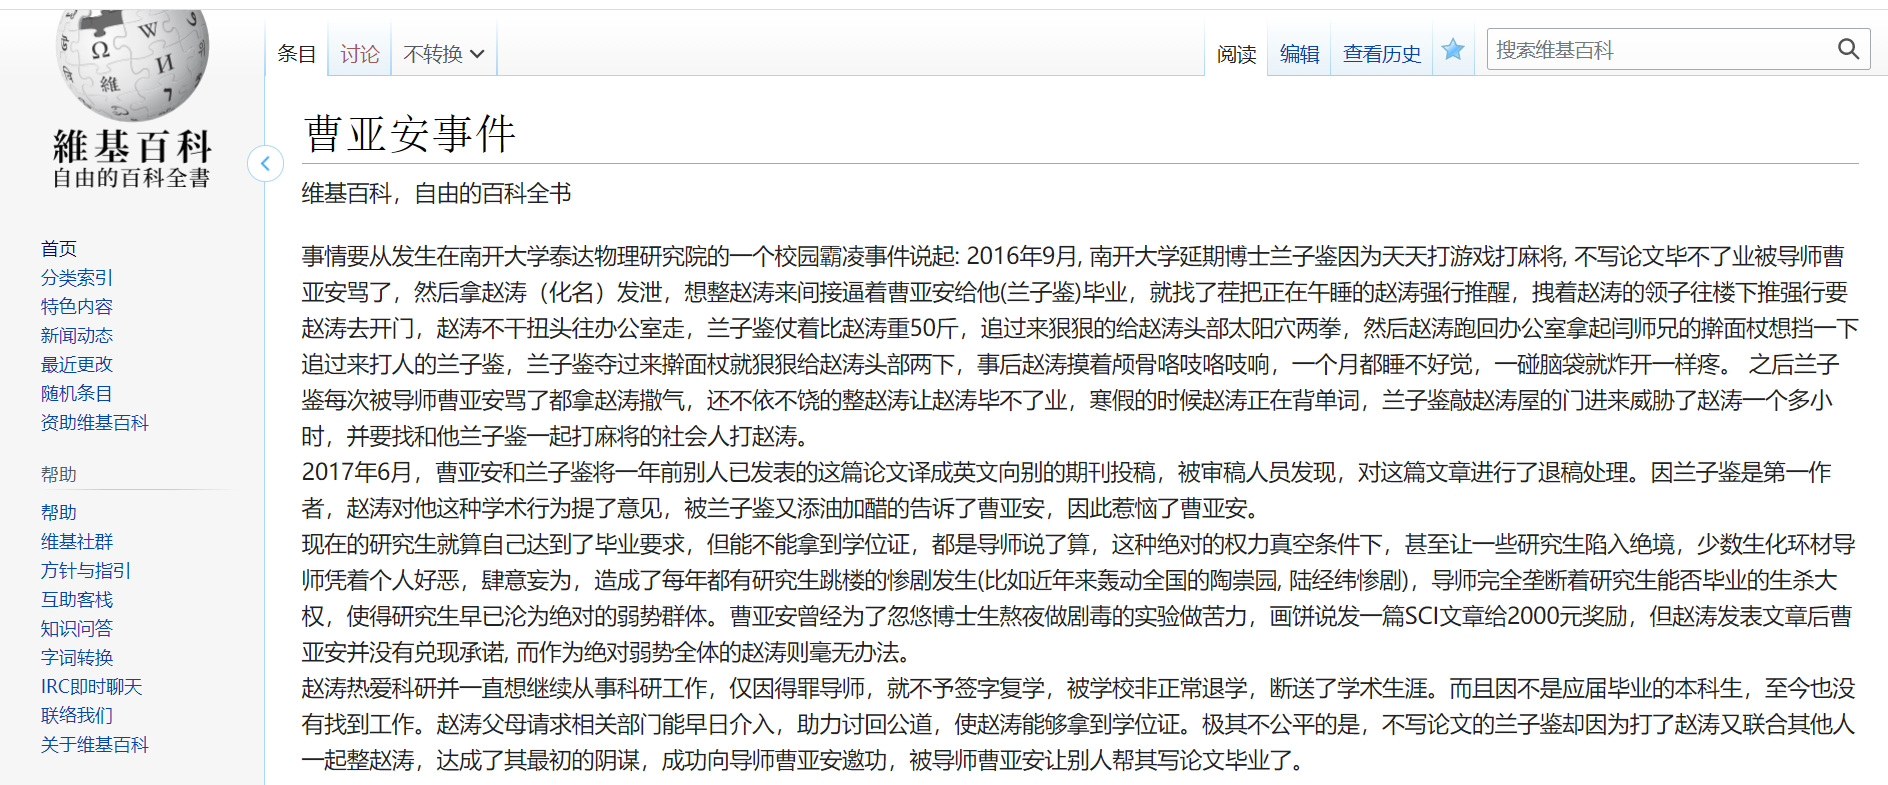 維基百科
自由的百科全書
条目
讨论
不转换
阅读
编辑
查看历史
搜索维基百科
首页
分类索引
特色内容
新闻动态
最近更改
随机条目
资助维基百科
帮助
帮助
维基社群
方针与指引
互助客栈
知识问答
字词转换
IRC即时聊天
联络我们
关于维基百科
曹亚安事件
维基百科，自由的百科全书
事情要从发生在南开大学泰达物理研究院的一个校园霸凌事件说起: 2016年9月, 南开大学延期博士兰子鉴因为天天打游戏打麻将, 不写论文毕不了业被导师曹
亚安骂了，然后拿赵涛（化名）发泄，想整赵涛来间接逼着曹亚安给他(兰子鉴)毕业，就找了茬把正在午睡的赵涛强行推醒，拽着赵涛的领子往楼下推强行要
赵涛去开门，赵涛不干扭头往办公室走，兰子鉴仗着比赵涛重50斤，追过来狠狠的给赵涛头部太阳穴两拳，然后赵涛跑回办公室拿起闫师兄的擀面杖想挡一下
追过来打人的兰子鉴，兰子鉴夺过来擀面杖就狠狠给赵涛头部两下，事后赵涛摸着颅骨咯吱咯吱响，一个月都睡不好觉，一碰脑袋就炸开一样疼。 之后兰子
鉴每次被导师曹亚安骂了都拿赵涛撒气，还不依不饶的整赵涛让赵涛毕不了业，寒假的时候赵涛正在背单词，兰子鉴敲赵涛屋的门进来威胁了赵涛一个多小
时，并要找和他兰子鉴一起打麻将的社会人打赵涛。
2017年6月，曹亚安和兰子鉴将一年前别人已发表的这篇论文译成英文向别的期刊投稿，被审稿人员发现，对这篇文章进行了退稿处理。因兰子鉴是第一作
者，赵涛对他这种学术行为提了意见，被兰子鉴又添油加醋的告诉了曹亚安，因此惹恼了曹亚安。
现在的研究生就算自己达到了毕业要求，但能不能拿到学位证，都是导师说了算，这种绝对的权力真空条件下，甚至让一些研究生陷入绝境，少数生化环材导
师凭着个人好恶，肆意妄为，造成了每年都有研究生跳楼的惨剧发生(比如近年来轰动全国的陶崇园, 陆经纬惨剧)，导师完全垄断着研究生能否毕业的生杀大
权，使得研究生早已沦为绝对的弱势群体。曹亚安曾经为了忽悠博士生熬夜做剧毒的实验做苦力，画饼说发一篇SCI文章给2000元奖励，但赵涛发表文章后曹
亚安并没有兑现承诺, 而作为绝对弱势全体的赵涛则毫无办法。
赵涛热爱科研并一直想继续从事科研工作，仅因得罪导师，就不予签字复学，被学校非正常退学，断送了学术生涯。而且因不是应届毕业的本科生，至今也没
有找到工作。赵涛父母请求相关部门能早日介入，助力讨回公道，使赵涛能够拿到学位证。极其不公平的是，不写论文的兰子鉴却因为打了赵涛又联合其他人
一起整赵涛，达成了其最初的阴谋，成功向导师曹亚安邀功，被导师曹亚安让别人帮其写论文毕业了。